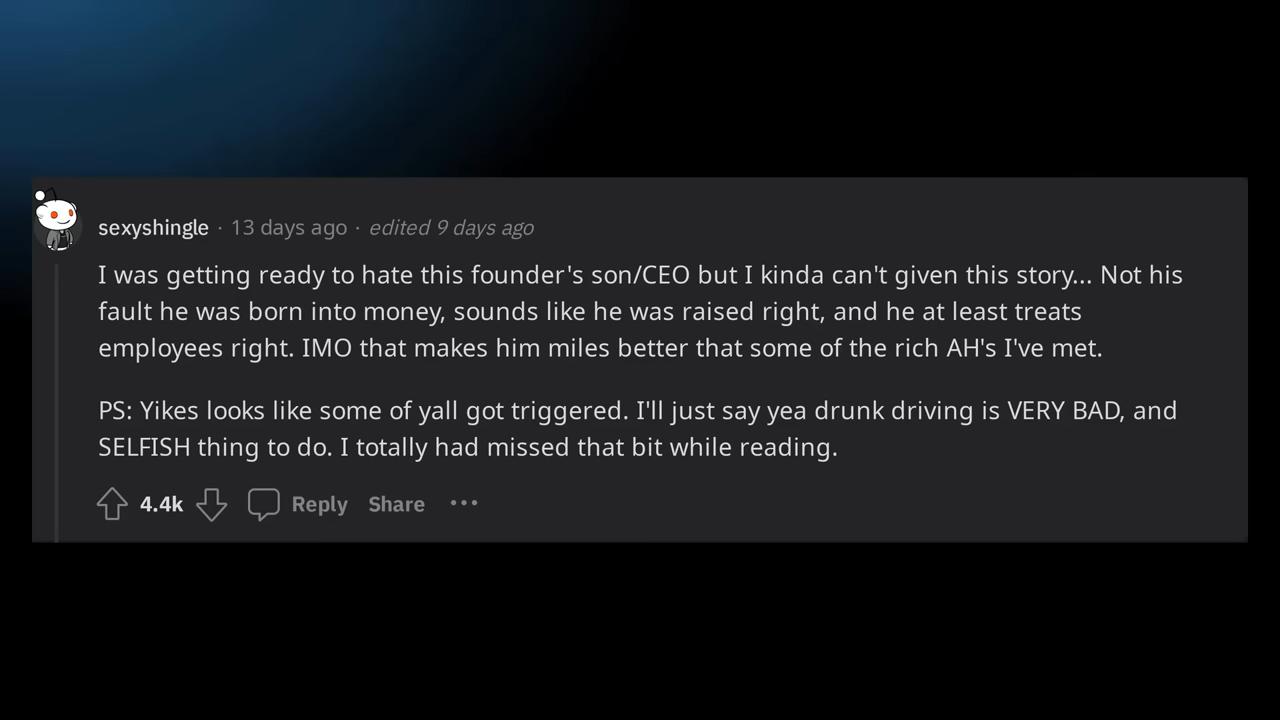 sexyshingle · 13 days ago · edited 9 days ago
I was getting ready to hate this founder's son/CEO but I kinda can't given this story... Not his
fault he was born into money, sounds like he was raised right, and he at least treats
employees right. IMO that makes him miles better that some of the rich AH's I've met.
PS: Yikes looks like some of yall got triggered. I'll just say yea drunk driving is VERY BAD, and
SELFISH thing to do. I totally had missed that bit while reading.
4.4k Reply Share ···